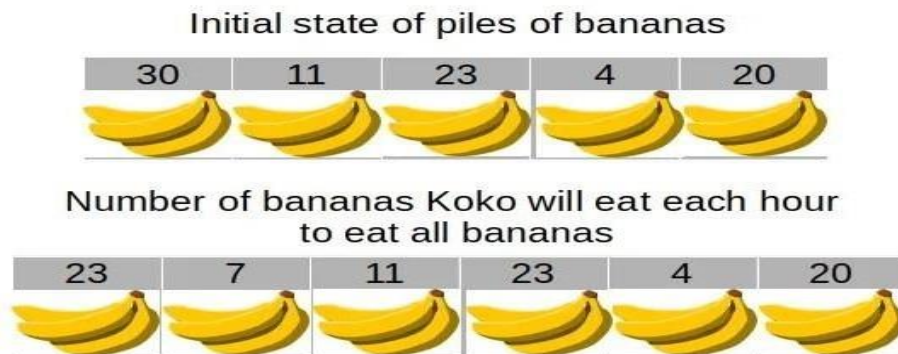 Initial state of piles of bananas
30 11 23 4 20
Number of bananas Koko will eat each hour
to eat all bananas
23 7 11 23 4 20